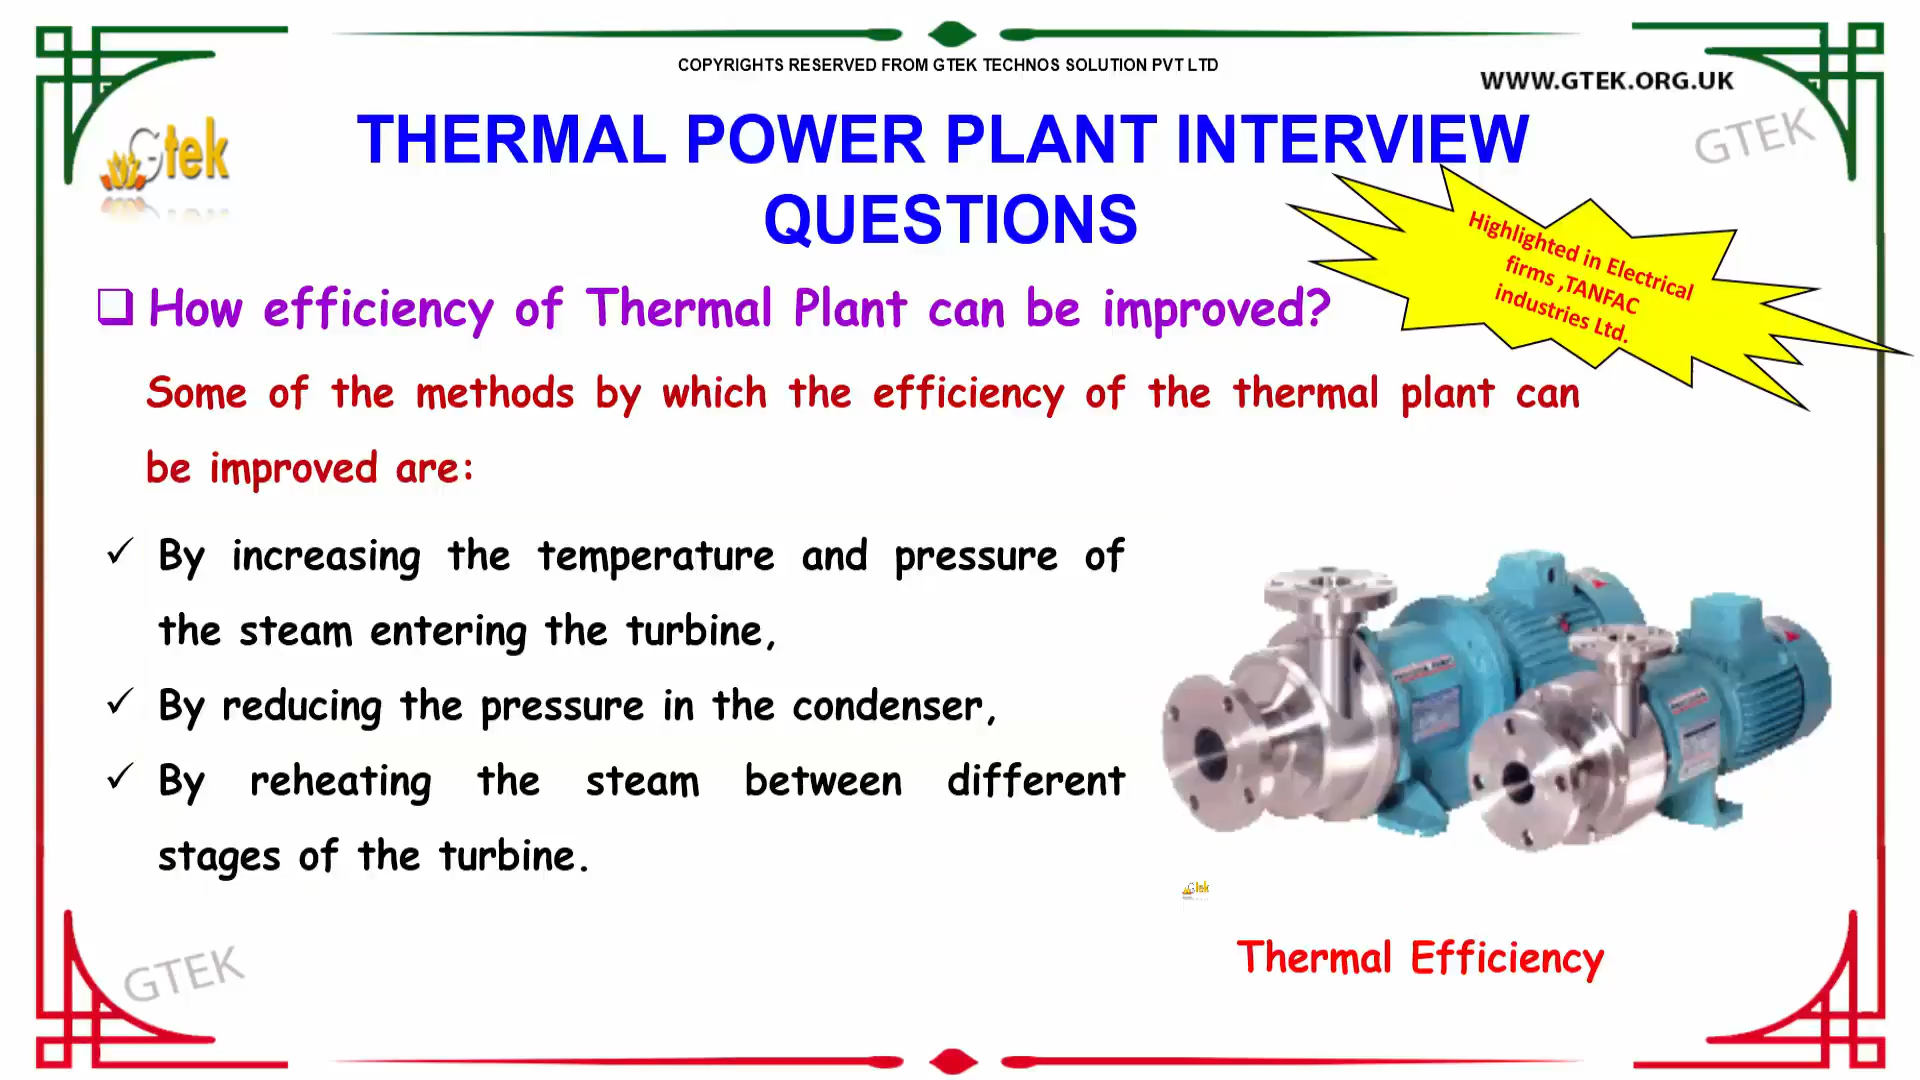 COPYRIGHTS RESERVED FROM GTEK TECHNOS SOLUTION PVT LTD
WWW.GTEK.ORG.UK
Gtek
GTEK
THERMAL POWER PLANT INTERVIEW
QUESTIONS
Highlighted in Electrical
firms ,TANFAC
industries Ltd.
How efficiency of Thermal Plant can be improved?
Some of the methods by which the efficiency of the thermal plant can
be improved are:
✓ By increasing the temperature and pressure of
the steam entering the turbine,
✓ By reducing the pressure in the condenser,
✓ By reheating the steam between different
stages of the turbine.
Gtek
Thermal Efficiency
GTEK